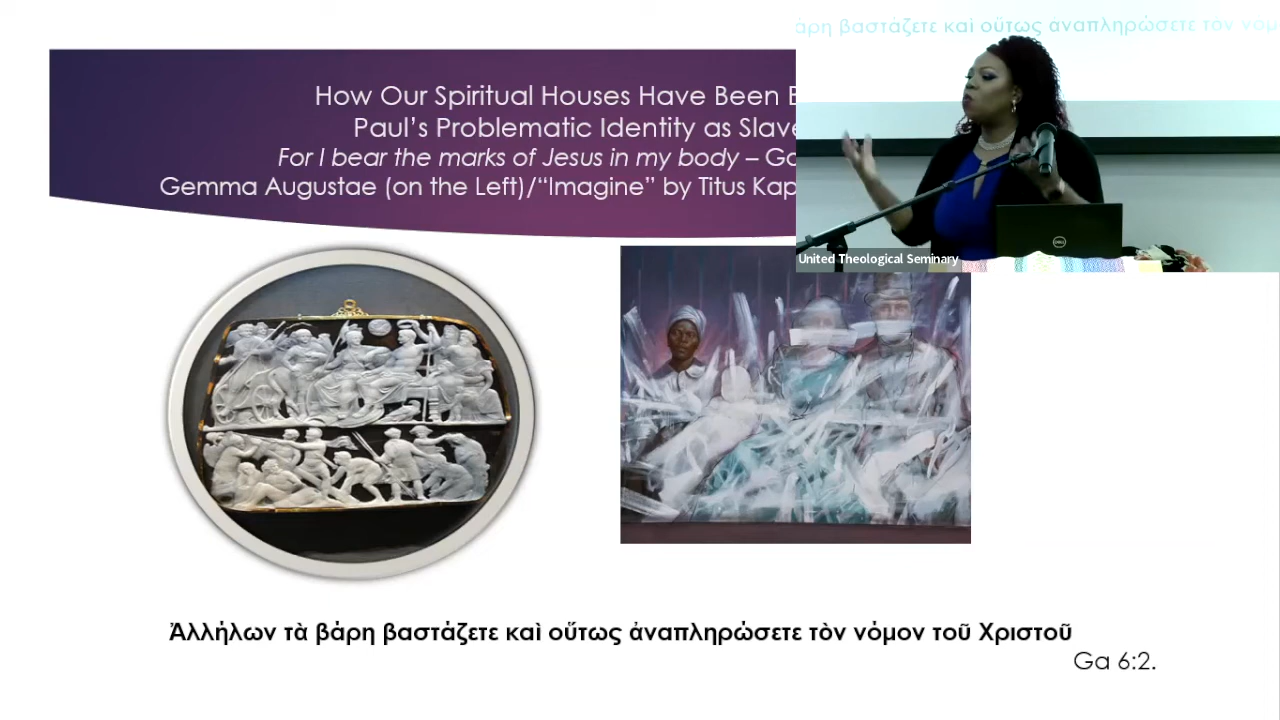 How Our Spiritual Houses Have Been
Paul's Problematic Identity as Slave
For I bear the marks of Jesus in my body –
Gemma Augustae (on the Left)/“Imagine” by Titus
βαστάζετε καὶ οὕτως ἀναπληρώσετε τὸν
United Theological Seminary
DELL
Ἀλλήλων τὰ βάρη βαστάζετε καὶ οὕτως ἀναπληρώσετε τὸν νόμον τοῦ Χριστοῦ
Ga 6:2.